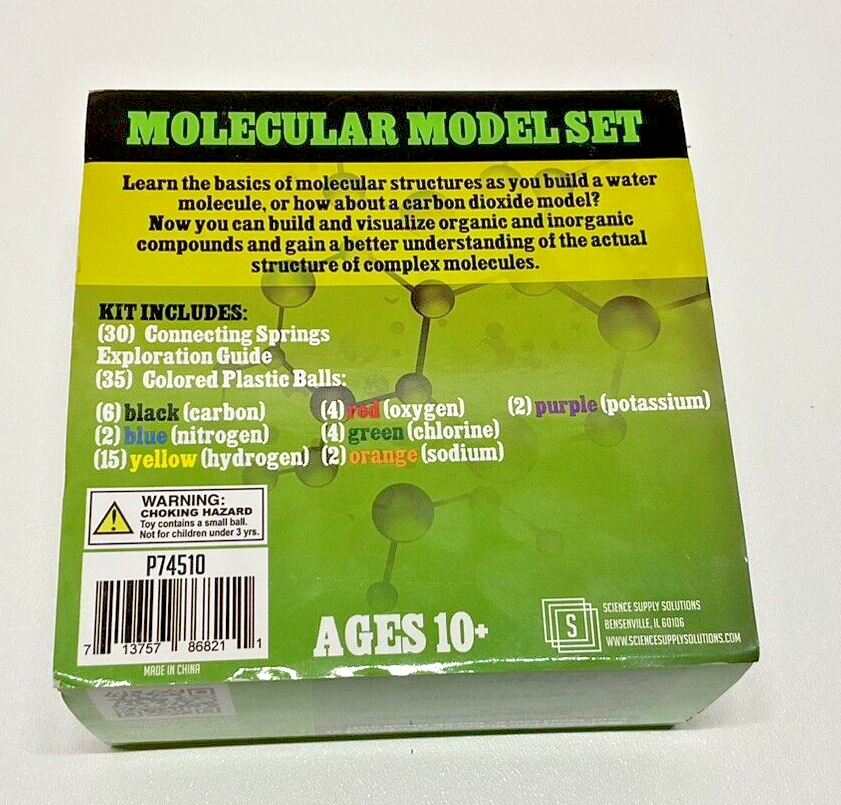 MOLECULAR MODEL SET
Learn the basics of molecular structures as you build a water
molecule, or how about a carbon dioxide model?
Now you can build and visualize organic and inorganic
compounds and gain a better understanding of the actual
structure of complex molecules.
KIT INCLUDES:
(30) Connecting Springs
Exploration Guide
(35) Colored Plastic Balls:
(6) black (carbon) (4) red (oxygen) (2) purple (potassium)
(2) blue (nitrogen) (4) green (chlorine)
(15) yellow (hydrogen) (2) orange (sodium)
WARNING:
CHOKING HAZARD
Toy contains a small ball.
Not for children under 3 yrs.
P74510
7 13757 86821 1
MADE IN CHINA
AGES 10+
S
SCIENCE SUPPLY SOLUTIONS
BENSENVILLE, IL 60106
WWW.SCIENCESUPPLYSOLUTIONS.COM